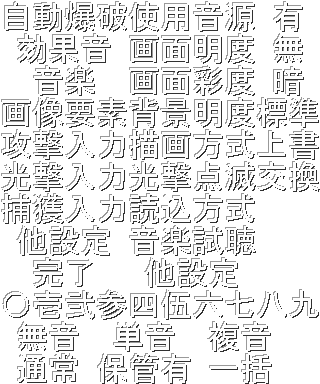 自動爆破使用音源 有
効果音 画面明度 無
音楽 画面彩度 暗
画像要素背景明度標準
攻撃入力描画方式上書
光撃入力光撃点滅交換
捕獲入力読込方式
他設定 音楽試聴
完了 他設定
〇壱弐参四伍六七八九
無音 単音 複音
通常 保管有 一括